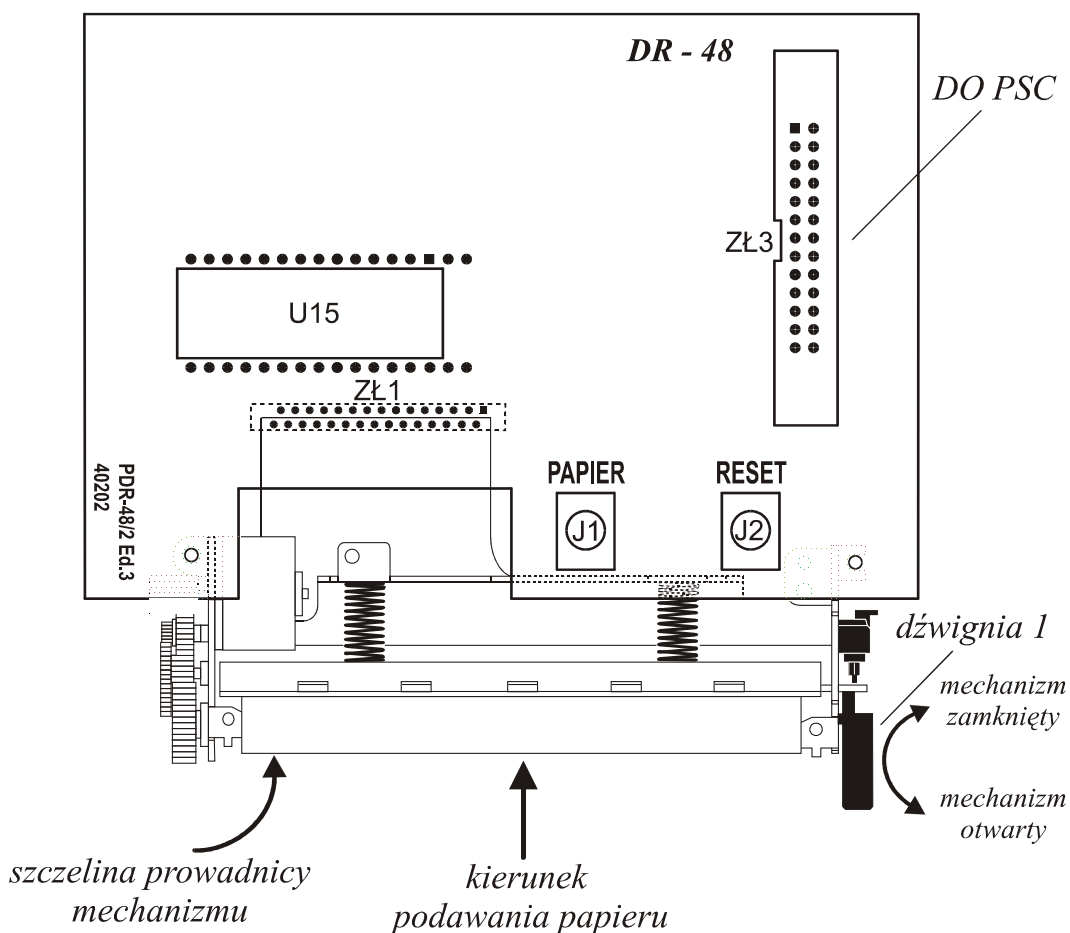 DR - 48
DO PSC
ZŁ3
U15
ZŁ1
PAPIER
RESET
J1
J2
PDR-48/2 Ed.3
40202
dźwignia 1
mechanizm
zamknięty
mechanizm
otwarty
szczelina prowadnicy
mechanizmu
kierunek
podawania papieru